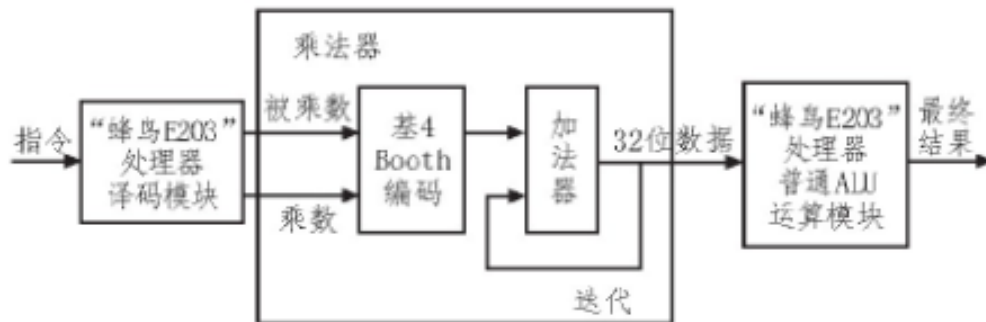 乘法器
指令
“蜂鸟E203”
处理器
译码模块
被乘数
乘数
基4
Booth
编码
加
法
器
32位数据
迭代
“蜂鸟E203”
处理器
普通ALU
运算模块
最终
结果